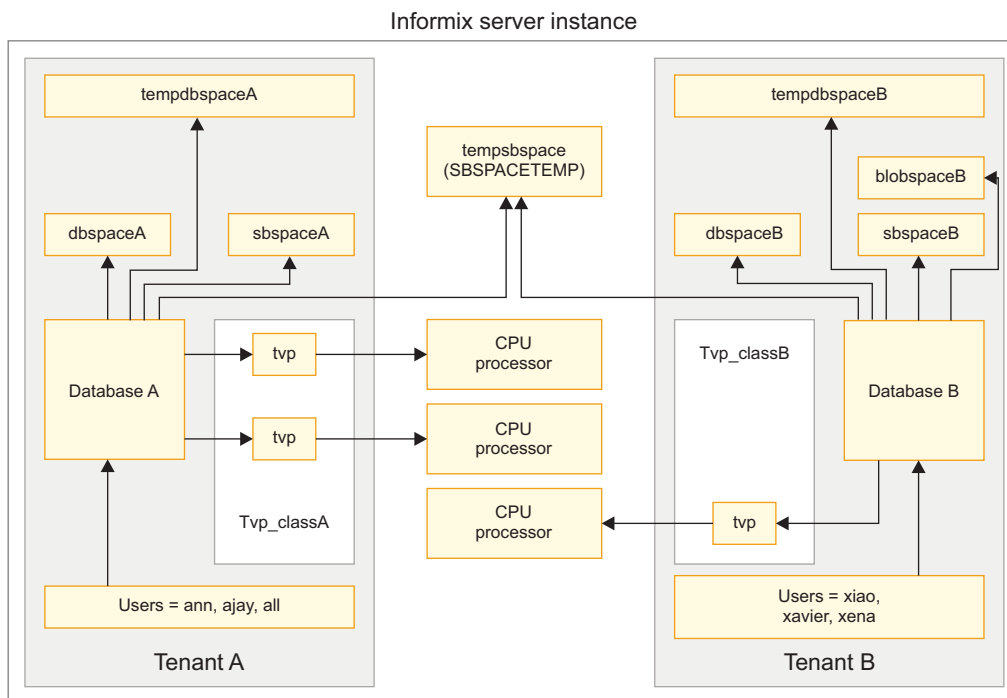 Informix server instance
tempdbspaceA
tempdbspaceB
tempsbspace
(SBSPACETEMP)
blobspaceB
dbspaceA
sbspaceA
dbspaceB
sbspaceB
Database A
tvp
CPU
processor
Tvp_classB
Database B
tvp
CPU
processor
Tvp_classA
CPU
processor
tvp
Users = ann, ajay, all
Users = xiao,
xavier, xena
Tenant A
Tenant B